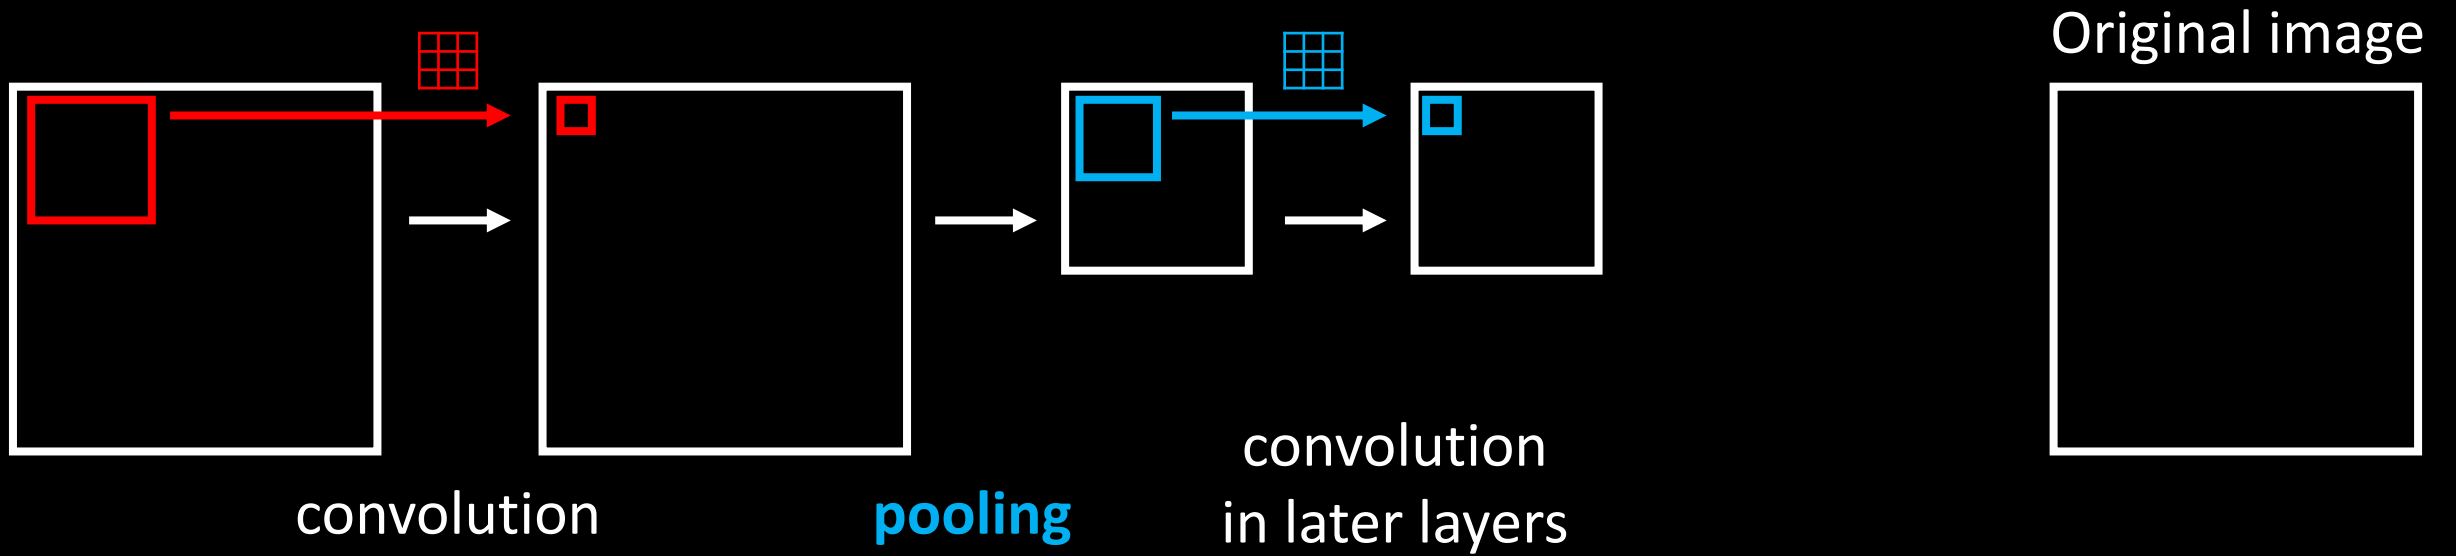 Original image
convolution
pooling
convolution
in later layers